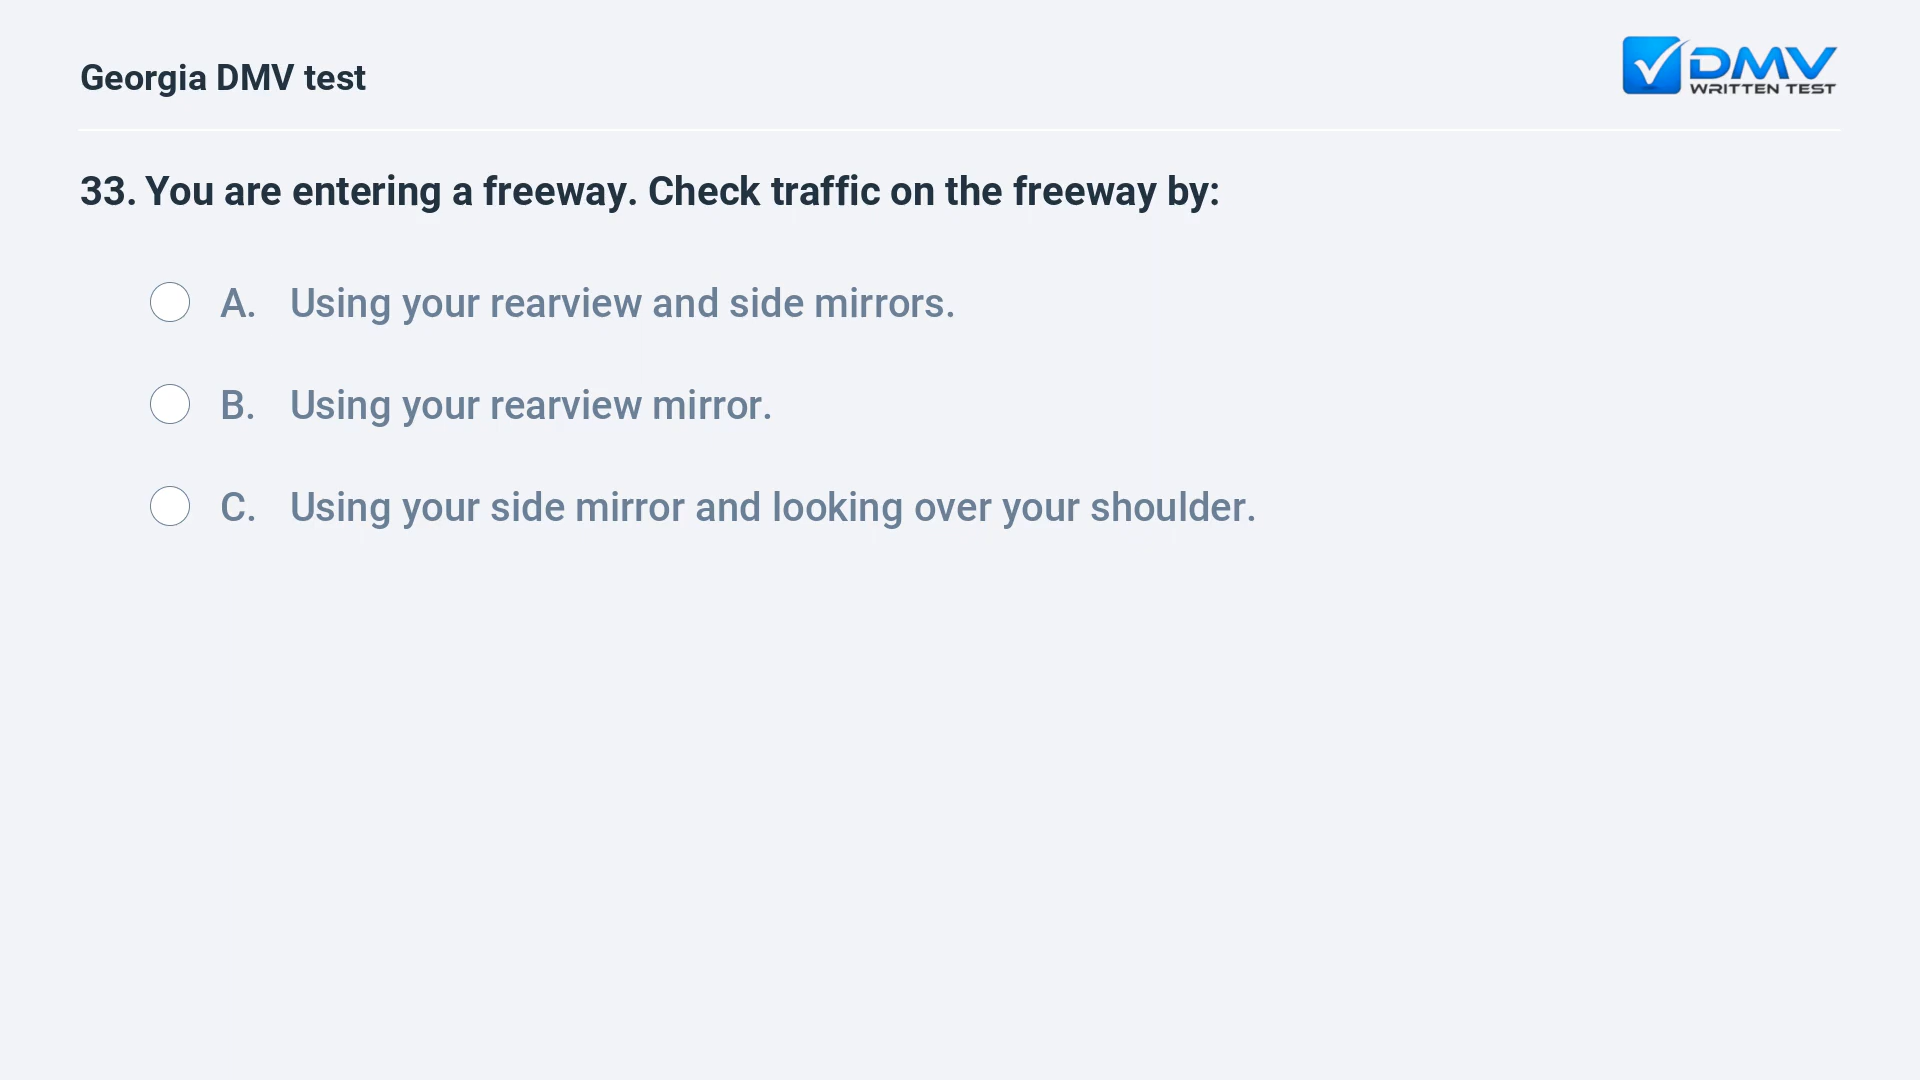 Georgia DMV test
DMV
WRITTEN TEST
33. You are entering a freeway. Check traffic on the freeway by:
A. Using your rearview and side mirrors.
B. Using your rearview mirror.
C. Using your side mirror and looking over your shoulder.